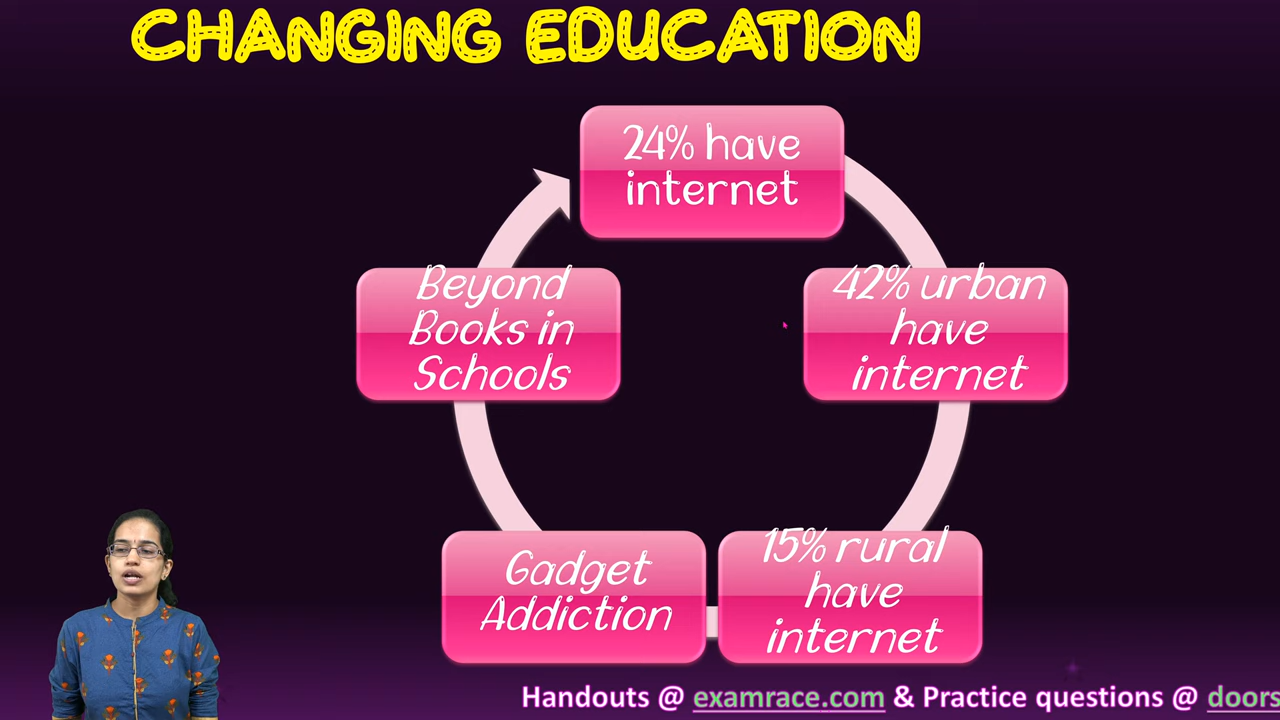 CHANGING EDUCATION
24% have
internet
42% urban
have
internet
15% rural
have
internet
Gadget
Addiction
Beyond
Books in
Schools
Handouts @ examrace.com & Practice questions @ doors